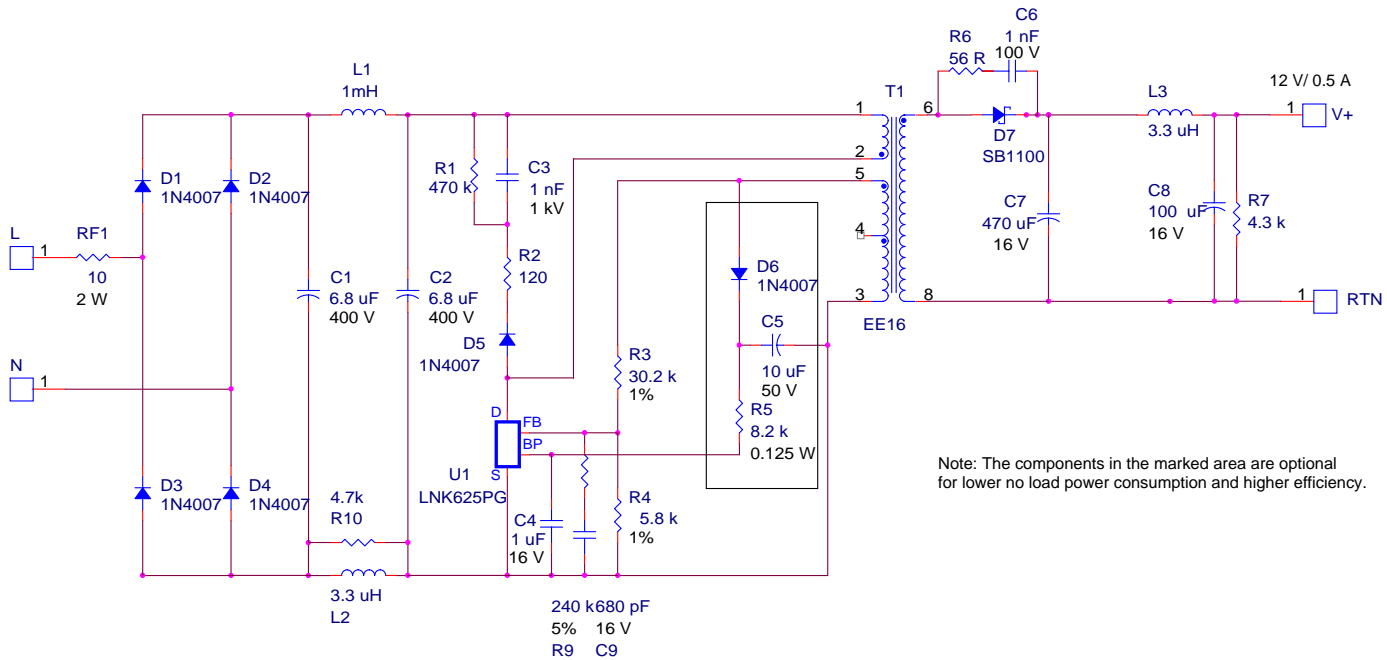 C6
R6
1 nF
56 R
100 V
L1
1mH
T1
12 V/ 0.5 A
L3
1
6
1
V+
D7
3.3 uH
SB1100
2
R1
470 k
C3
1 nF
1 kV
5
D1
1N4007
D2
1N4007
C7
470 uF
16 V
C8
100 uF
16 V
R7
4.3 k
L
1
RF1
10
2 W
4
R2
120
D6
1N4007
C1
6.8 uF
400 V
C2
6.8 uF
400 V
3
8
1
RTN
EE16
C5
10 uF
50 V
D5
1N4007
N
1
R3
30.2 k
1%
R5
8.2 k
0.125 W
D
FB
BP
S
U1
LNK625PG
Note: The components in the marked area are optional
for lower no load power consumption and higher efficiency.
D3
1N4007
D4
1N4007
4.7k
R10
R4
5.8 k
1%
C4
1 uF
16 V
3.3 uH
L2
240 k
5%
R9
680 pF
16 V
C9